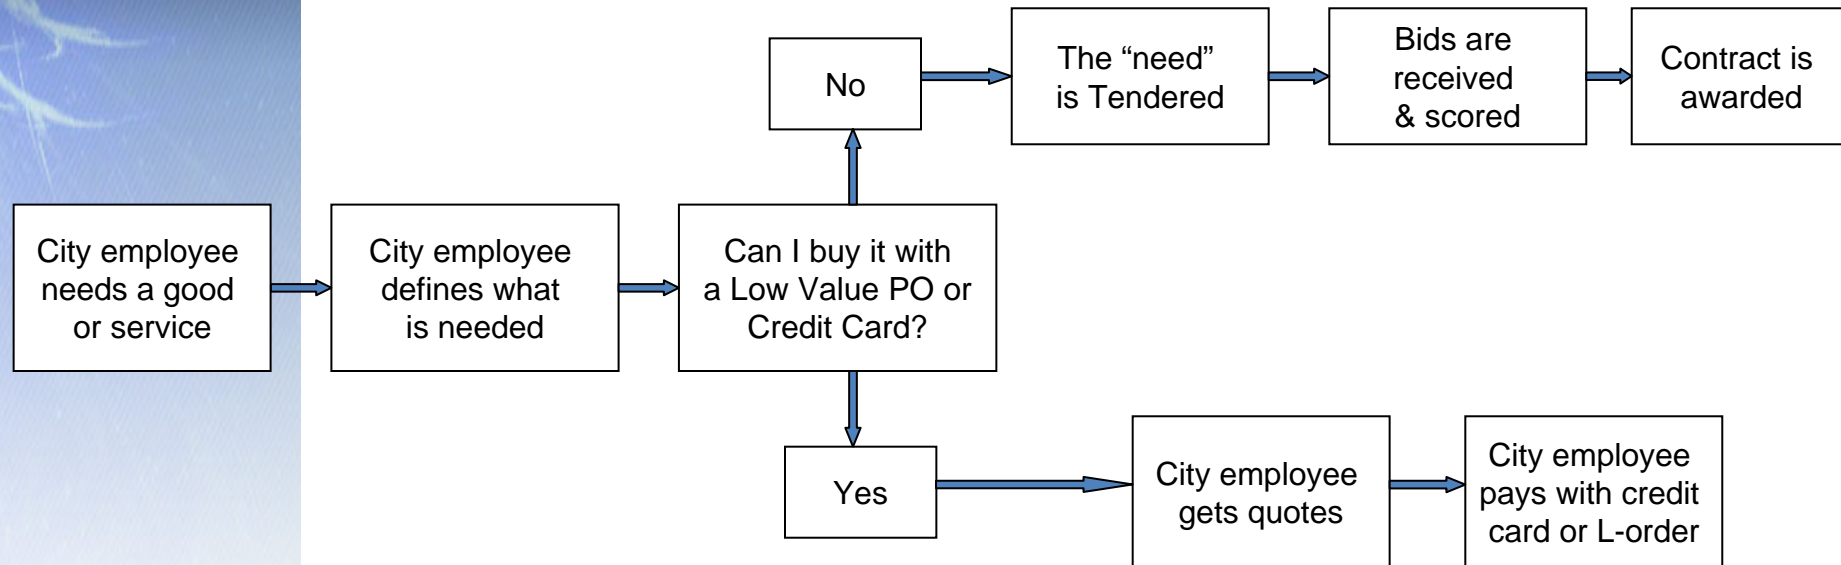 No
The “need”
is Tendered
Bids are
received
& scored
Contract is
awarded
City employee
needs a good
or service
City employee
defines what
is needed
Can I buy it with
a Low Value PO or
Credit Card?
Yes
City employee
gets quotes
City employee
pays with credit
card or L-order